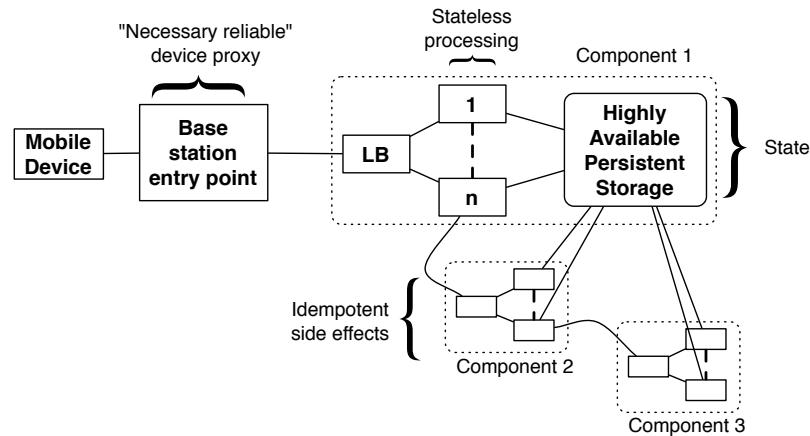 "Necessary reliable"
device proxy
Stateless
processing
Component 1
Mobile
Device
Base
station
entry point
LB
1
n
Highly
Available
Persistent
Storage
State
Idempotent
side effects
Component 2
Component 3